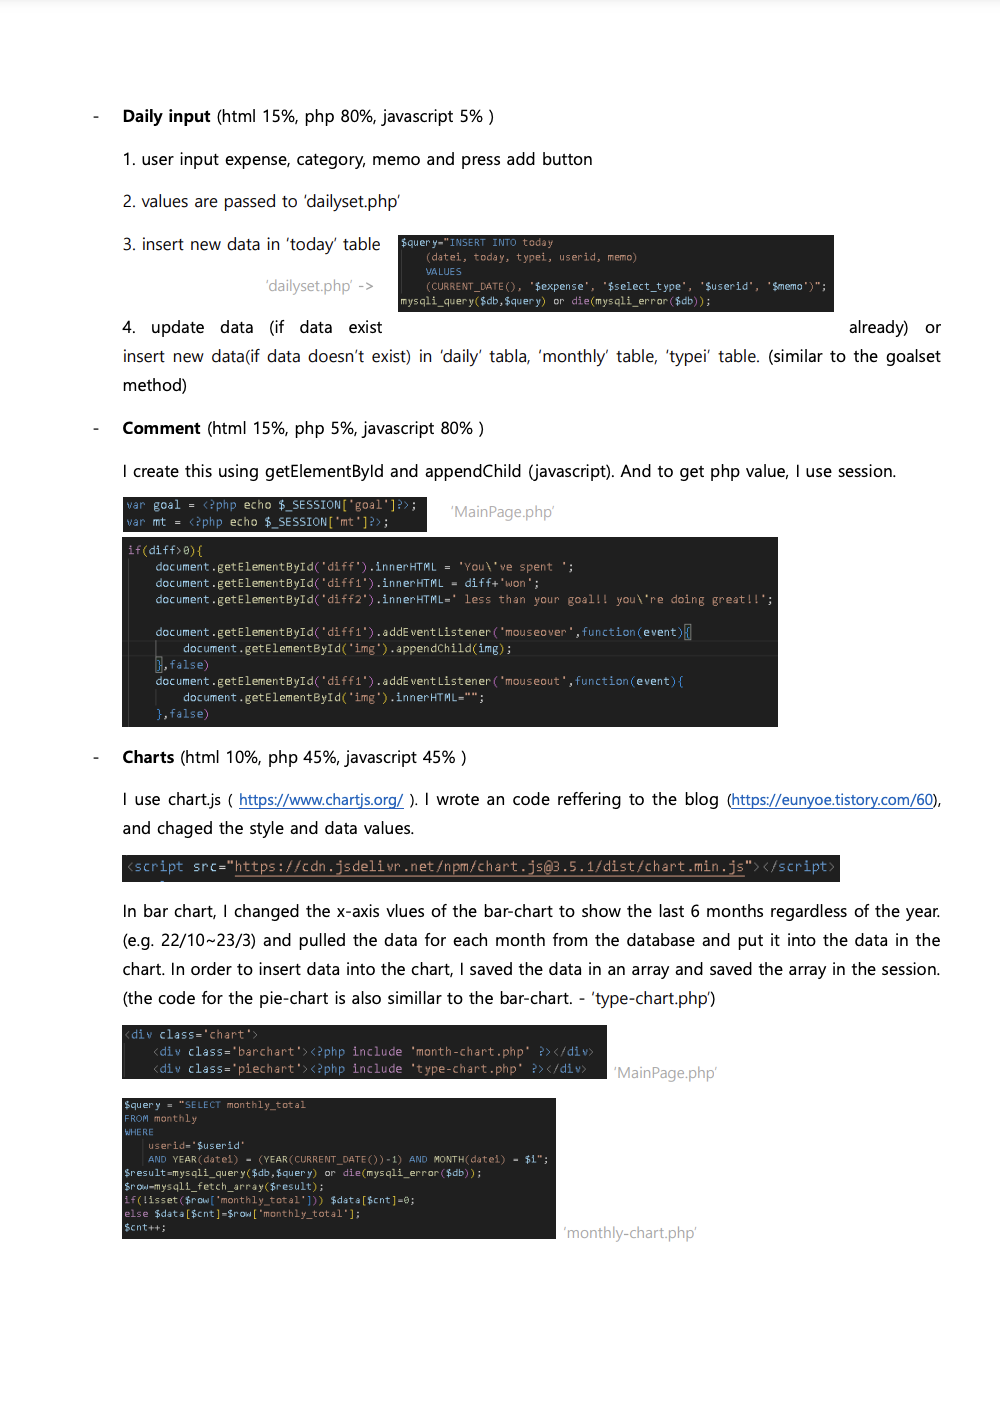 - Daily input (html 15%, php 80%, javascript 5% )
1. user input expense, category, memo and press add button
2. values are passed to 'dailyset.php'
3. insert new data in 'today' table
$query="INSERT INTO today
(datei, today, typei, userid, memo)
VALUES
(CURRENT_DATE(), '$expense', '$select_type', '$userid', '$memo')";
mysqli_query($db,$query) or die(mysqli_error($db));
'dailyset.php' ->
4. update data (if data exist already) or
insert new data(if data doesn't exist) in 'daily' tabla, 'monthly' table, 'typei' table. (similar to the goalset
method)
- Comment (html 15%, php 5%, javascript 80% )
I create this using getElementById and appendChild (javascript). And to get php value, I use session.
var goal = <?php echo $_SESSION['goal']?>;
var mt = <?php echo $_SESSION['mt']?>;
'MainPage.php'
if(diff>0){
document.getElementById('diff').innerHTML = 'You\'ve spent ';
document.getElementById('diff1').innerHTML = diff+'won';
document.getElementById('diff2').innerHTML=' less than your goal!! you\'re doing great!!';
document.getElementById('diff1').addEventListener('mouseover',function(event){
document.getElementById('img').appendChild(img);
},false)
document.getElementById('diff1').addEventListener('mouseout',function(event){
document.getElementById('img').innerHTML="";
},false)
- Charts (html 10%, php 45%, javascript 45% )
I use chart.js ( https://www.chartjs.org/ ). I wrote an code reffering to the blog (https://eunyoe.tistory.com/60),
and chaged the style and data values.
<script src="https://cdn.jsdelivr.net/npm/chart.js@3.5.1/dist/chart.min.js"></script>
In bar chart, I changed the x-axis vlues of the bar-chart to show the last 6 months regardless of the year.
(e.g. 22/10~23/3) and pulled the data for each month from the database and put it into the data in the
chart. In order to insert data into the chart, I saved the data in an array and saved the array in the session.
(the code for the pie-chart is also simillar to the bar-chart. - 'type-chart.php')
<div class='chart'>
<div class='barchart'><?php include 'month-chart.php' ?></div>
<div class='piechart'><?php include 'type-chart.php' ?></div>
'MainPage.php'
$query = "SELECT monthly_total
FROM monthly
WHERE
userid='$userid'
AND YEAR(datei) = (YEAR(CURRENT_DATE())-1) AND MONTH(datei) = $i";
$result=mysqli_query($db,$query) or die(mysqli_error($db));
$row=mysqli_fetch_array($result);
if(!isset($row['monthly_total'])) $data[$cnt]=0;
else $data[$cnt]=$row['monthly_total'];
$cnt++;
'monthly-chart.php'